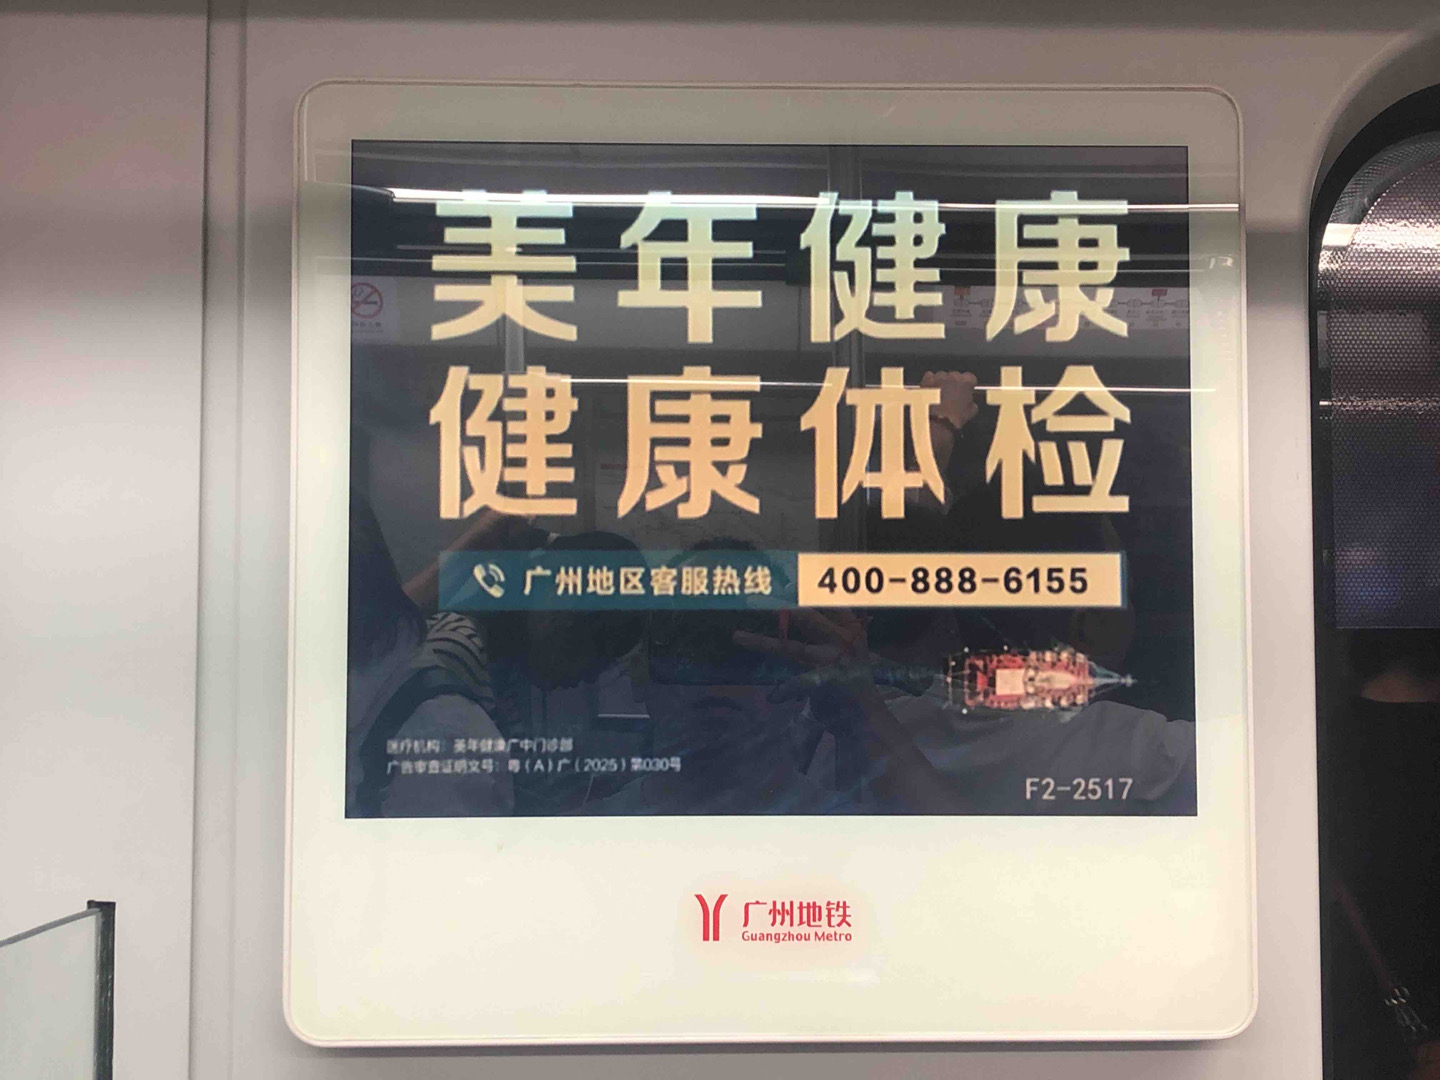 美年健康
健康体检
广州地区客服热线 400-888-6155
医疗机构：美年健康广中门诊部
广告审查证明文号：粤（A）广（2025）第030号
F2-2517
广州地铁
Guangzhou Metro